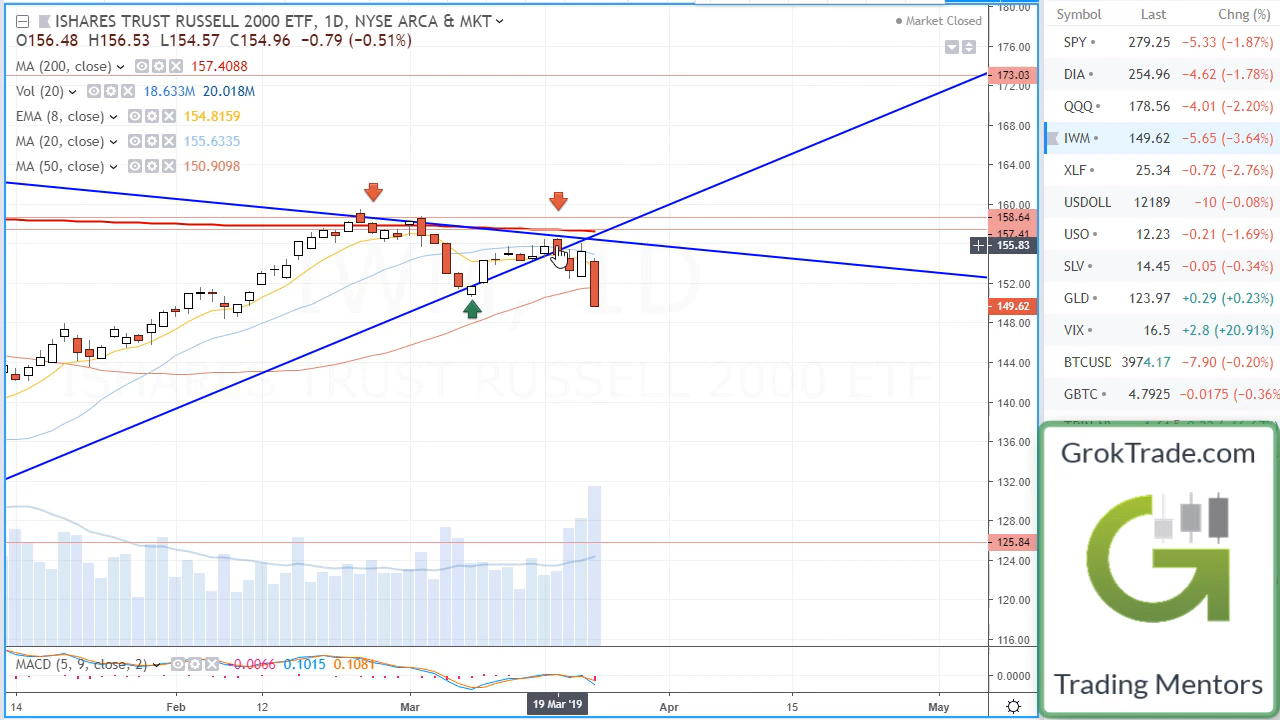 ISHARES TRUST RUSSELL 2000 ETF, 1D, NYSE ARCA & MKT
Market Closed
O156.48 H156.53 L154.57 C154.96 −0.79 (−0.51%)
MA (200, close) 157.4088
Vol (20) 18.633M 20.018M
EMA (8, close) 154.8159
MA (20, close) 155.6335
MA (50, close) 150.9098
ISHARES TRUST RUSSELL 2000 ETF
180.00
176.00
173.03
172.00
168.00
164.00
160.00
158.64
157.41
155.83
152.00
149.62
148.00
144.00
140.00
136.00
132.00
128.00
125.84
124.00
120.00
116.00
MACD (5, 9, close, 2) −0.0066 0.1015 0.1081
0.0000
Feb 12 Mar 19 Mar '19 Apr 15 May
Symbol Last Chng (%)
SPY 279.25 −5.33 (−1.87%)
DIA 254.96 −4.62 (−1.78%)
QQQ 178.56 −4.01 (−2.20%)
IWM 149.62 −5.65 (−3.64%)
XLF 25.34 −0.72 (−2.76%)
USDOLL 12189 −10 (−0.08%)
USO 12.23 −0.21 (−1.69%)
SLV 14.45 −0.05 (−0.34%)
GLD 123.97 +0.29 (+0.23%)
VIX 16.5 +2.8 (+20.91%)
BTCUSD 3974.17 −7.90 (−0.20%)
GBTC 4.7925 −0.0175 (−0.36%
GrokTrade.com
Trading Mentors